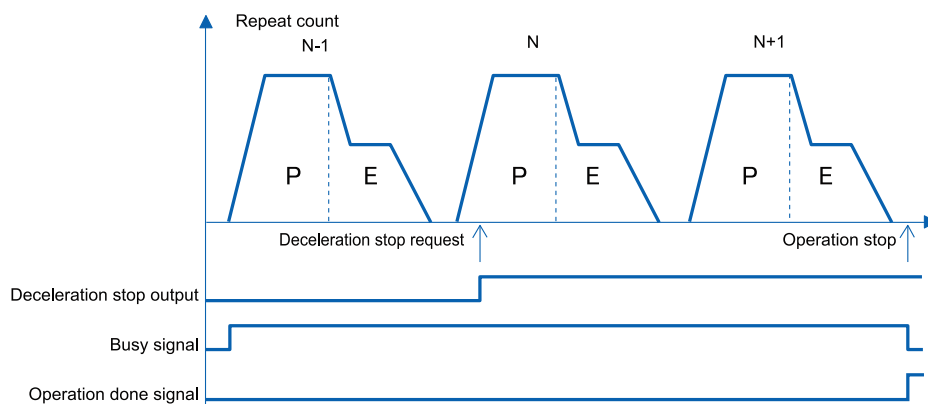 Repeat count
N-1
N
N+1
P
E
P
E
P
E
Deceleration stop request
Operation stop
Deceleration stop output
Busy signal
Operation done signal